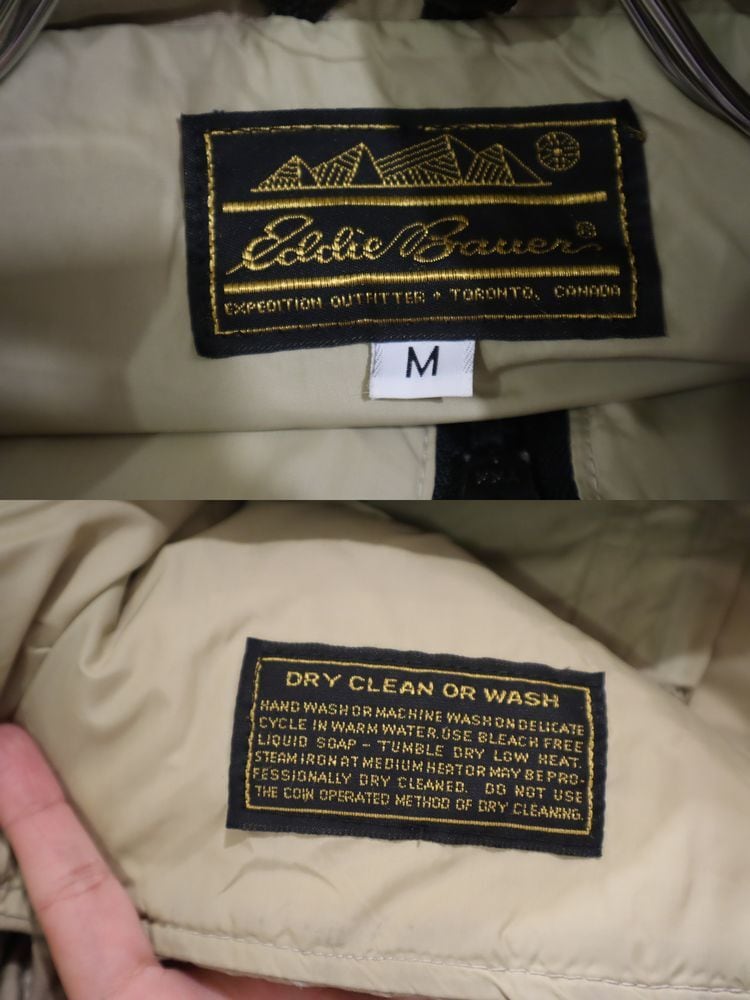 Eddie Bauer®
EXPEDITION OUTFITTER • TORONTO, CANADA
M
DRY CLEAN OR WASH
HAND WASH OR MACHINE WASH ON DELICATE
CYCLE IN WARM WATER. USE BLEACH FREE
LIQUID SOAP – TUMBLE DRY LOW HEAT.
STEAM IRON AT MEDIUM HEAT OR MAY BE PRO-
FESSIONALLY DRY CLEANED. DO NOT USE
THE COIN OPERATED METHOD OF DRY CLEANING.